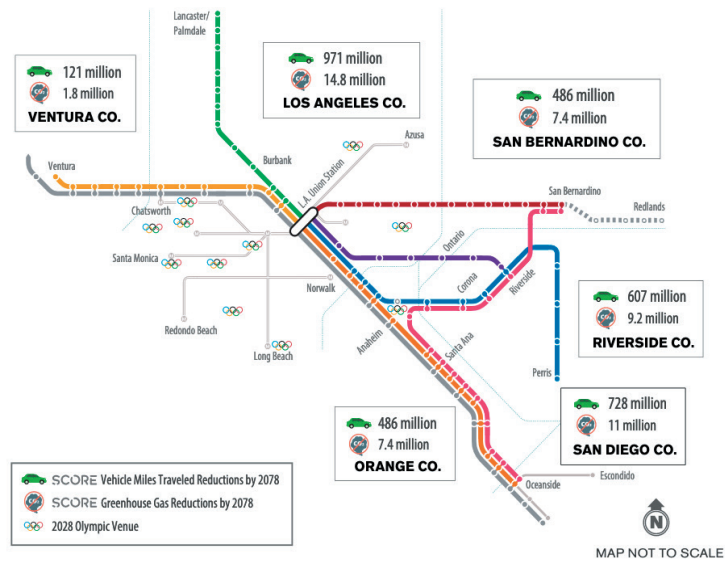 Lancaster/
Palmdale
121 million
1.8 million
VENTURA CO.
971 million
14.8 million
LOS ANGELES CO.
486 million
7.4 million
SAN BERNARDINO CO.
Azusa
Ventura
Burbank
L.A. Union Station
San Bernardino
Redlands
Chatsworth
Santa Monica
Ontario
Norwalk
Corona
Riverside
Redondo Beach
Long Beach
Anaheim
Santa Ana
Perris
607 million
9.2 million
RIVERSIDE CO.
728 million
11 million
SAN DIEGO CO.
486 million
7.4 million
ORANGE CO.
Oceanside
Escondido
SCORE Vehicle Miles Traveled Reductions by 2078
SCORE Greenhouse Gas Reductions by 2078
2028 Olympic Venue
N
MAP NOT TO SCALE